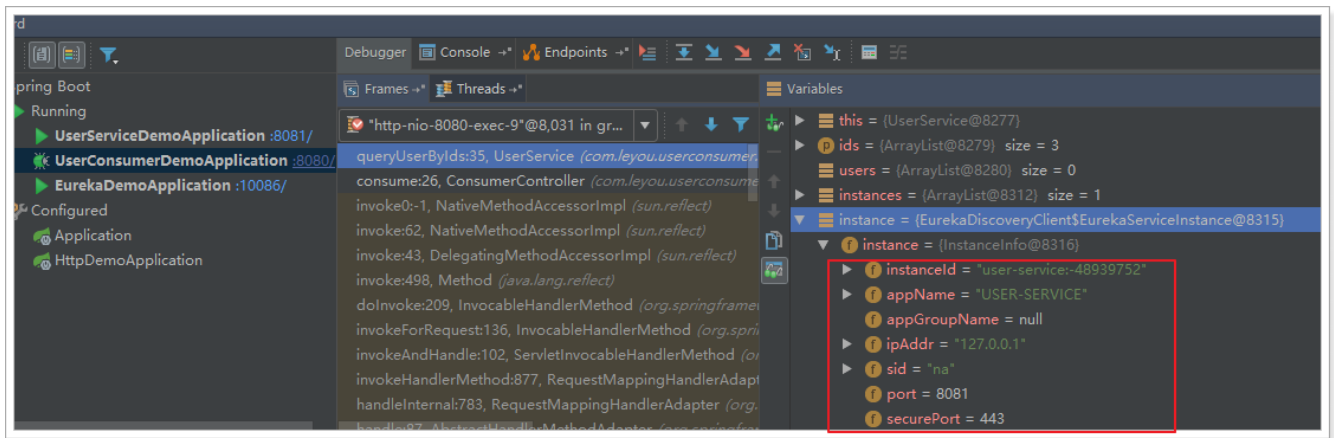 rd
pring Boot
Running
UserServiceDemoApplication :8081/
UserConsumerDemoApplication :8080/
EurekaDemoApplication :10086/
Configured
Application
HttpDemoApplication
Debugger Console →* Endpoints →*
Frames →* Threads →*
"http-nio-8080-exec-9"@8,031 in gr...
queryUserByIds:35, UserService (com.leyou.userconsumer.
consume:26, ConsumerController (com.leyou.userconsume
invoke0:-1, NativeMethodAccessorImpl (sun.reflect)
invoke:62, NativeMethodAccessorImpl (sun.reflect)
invoke:43, DelegatingMethodAccessorImpl (sun.reflect)
invoke:498, Method (java.lang.reflect)
doInvoke:209, InvocableHandlerMethod (org.springframew
invokeForRequest:136, InvocableHandlerMethod (org.spri
invokeAndHandle:102, ServletInvocableHandlerMethod (or
invokeHandlerMethod:877, RequestMappingHandlerAdapt
handleInternal:783, RequestMappingHandlerAdapter (org.
handle:87, AbstractHandlerMethodAdapter (org.springfram
Variables
this = {UserService@8277}
p ids = {ArrayList@8279} size = 3
users = {ArrayList@8280} size = 0
instances = {ArrayList@8312} size = 1
instance = {EurekaDiscoveryClient$EurekaServiceInstance@8315}
f instance = {InstanceInfo@8316}
f instanceId = "user-service:-48939752"
f appName = "USER-SERVICE"
f appGroupName = null
f ipAddr = "127.0.0.1"
f sid = "na"
f port = 8081
f securePort = 443